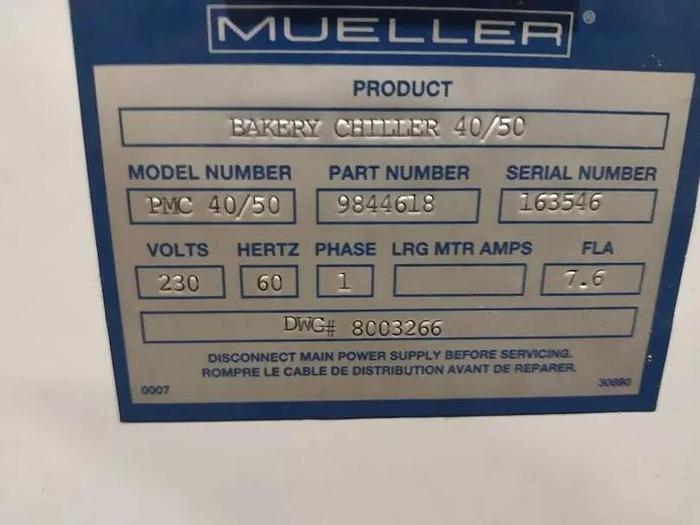 MUELLER®
PRODUCT
BAKERY CHILLER 40/50
MODEL NUMBER PART NUMBER SERIAL NUMBER
PMC 40/50 9844618 163546
VOLTS HERTZ PHASE LRG MTR AMPS FLA
230 60 1 7.6
DWG# 8003266
DISCONNECT MAIN POWER SUPPLY BEFORE SERVICING.
ROMPRE LE CABLE DE DISTRIBUTION AVANT DE REPARER.
0007 30890